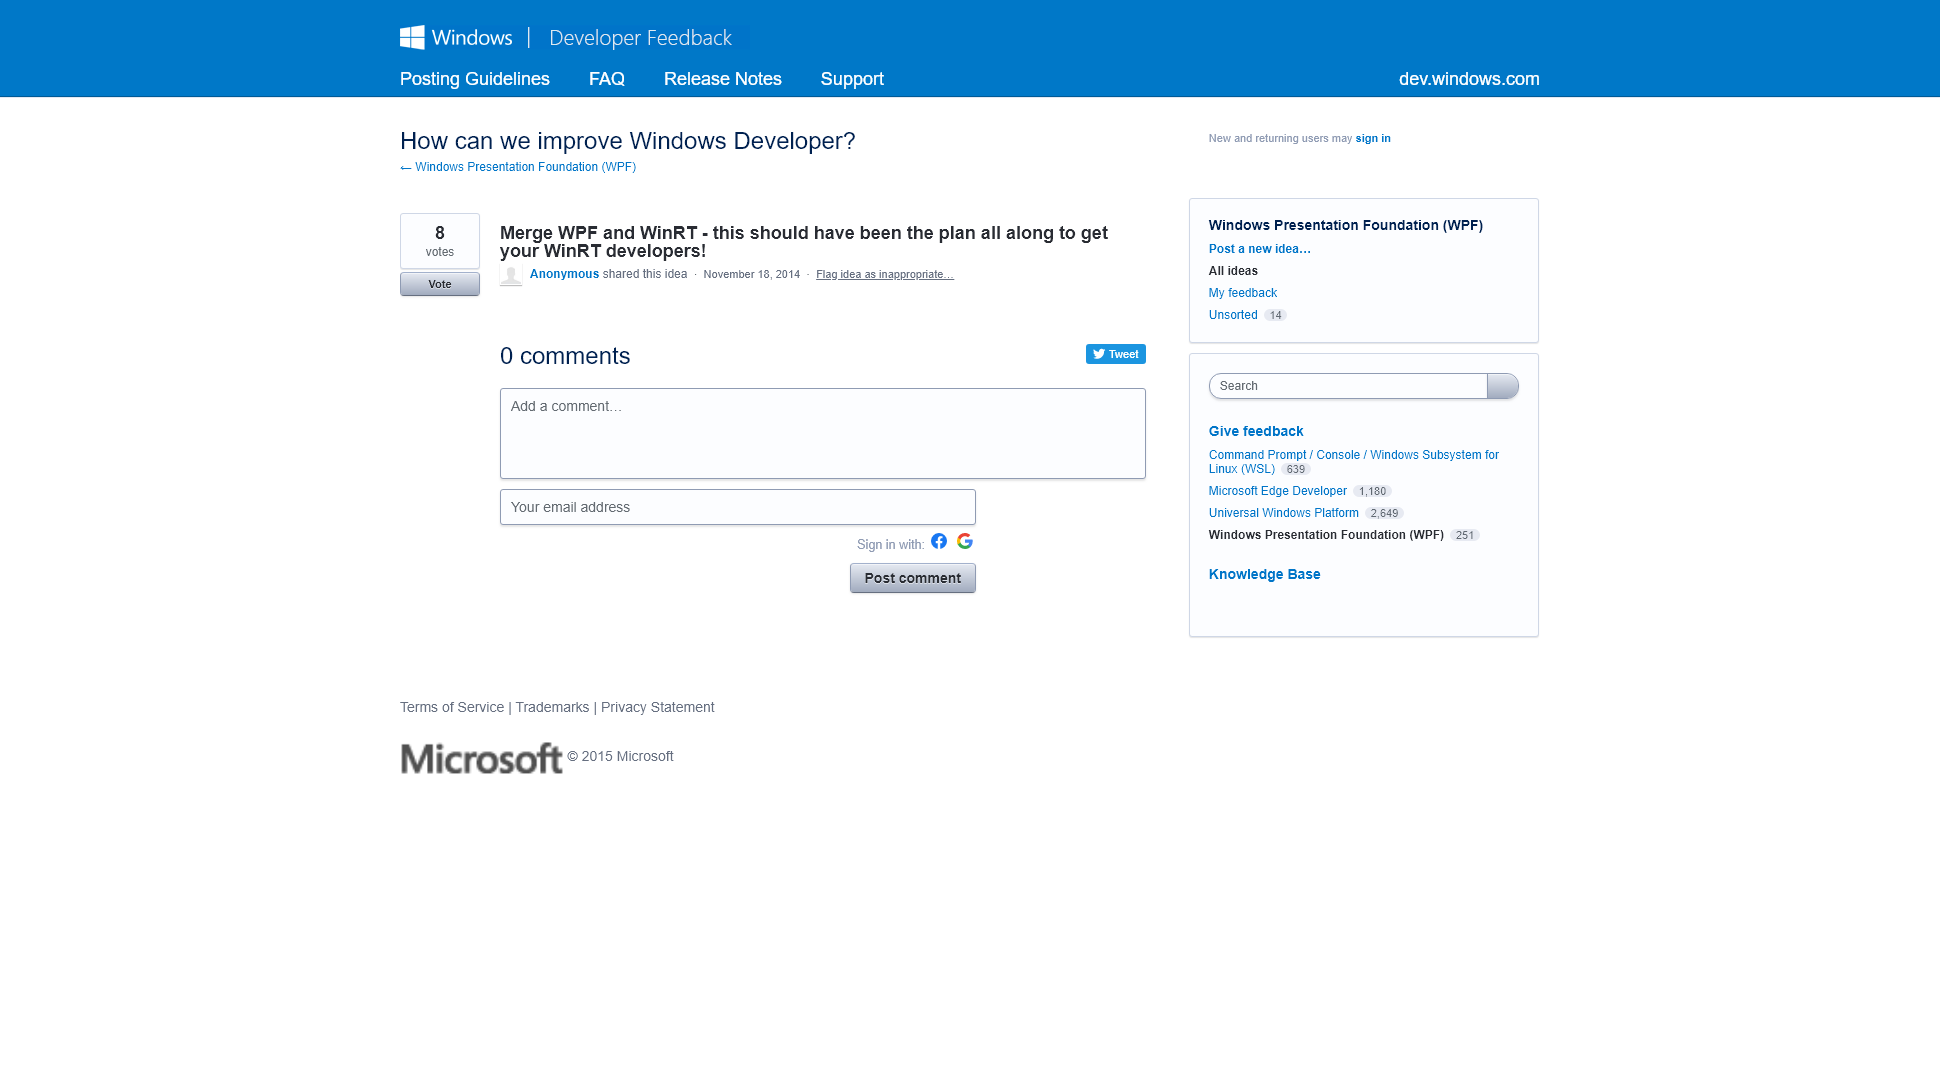 Windows | Developer Feedback
Posting Guidelines FAQ Release Notes Support dev.windows.com
How can we improve Windows Developer?
← Windows Presentation Foundation (WPF)
New and returning users may sign in
8
votes
Vote
Merge WPF and WinRT - this should have been the plan all along to get
your WinRT developers!
Anonymous shared this idea · November 18, 2014 · Flag idea as inappropriate…
0 comments
Tweet
Add a comment…
Your email address
Sign in with:
Post comment
Windows Presentation Foundation (WPF)
Post a new idea…
All ideas
My feedback
Unsorted 14
Search
Give feedback
Command Prompt / Console / Windows Subsystem for
Linux (WSL) 639
Microsoft Edge Developer 1,180
Universal Windows Platform 2,649
Windows Presentation Foundation (WPF) 251
Knowledge Base
Terms of Service | Trademarks | Privacy Statement
Microsoft © 2015 Microsoft